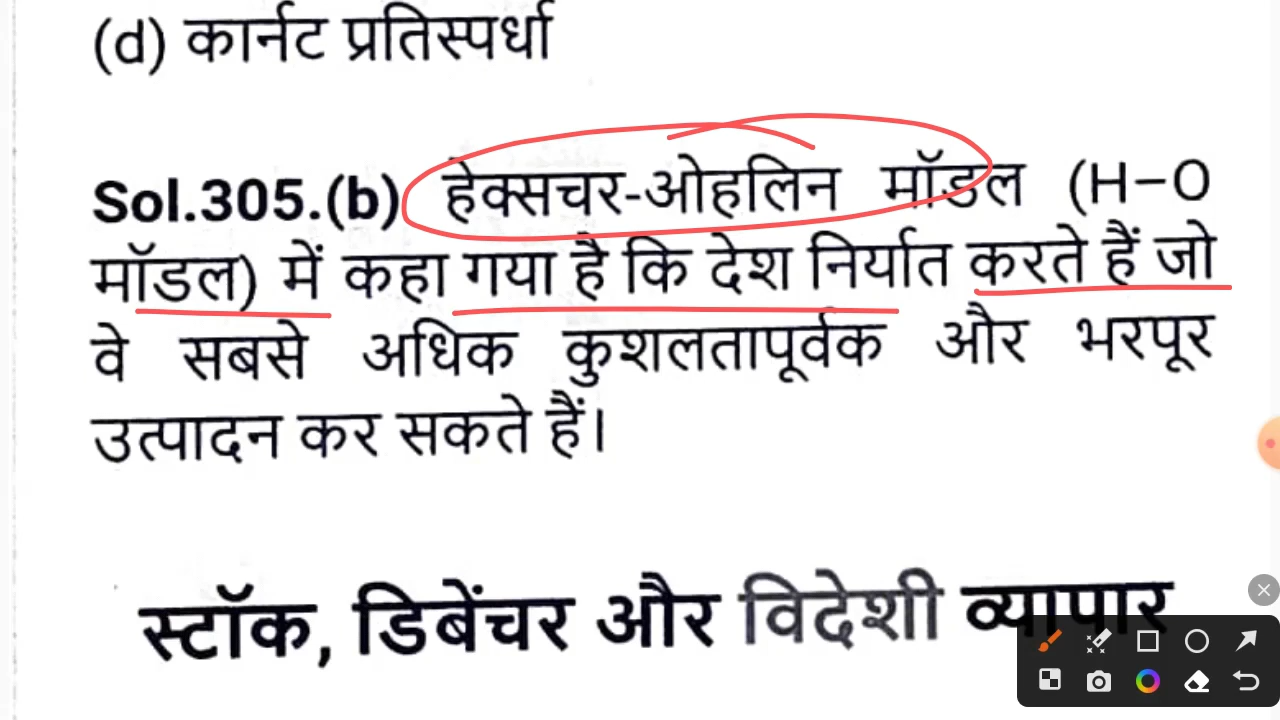 (d) कार्नट प्रतिस्पर्धा
Sol.305.(b) हेक्सचर-ओहलिन मॉडल (H–O
मॉडल) में कहा गया है कि देश निर्यात करते हैं जो
वे सबसे अधिक कुशलतापूर्वक और भरपूर
उत्पादन कर सकते हैं।
स्टॉक, डिबेंचर और विदेशी व्यापार